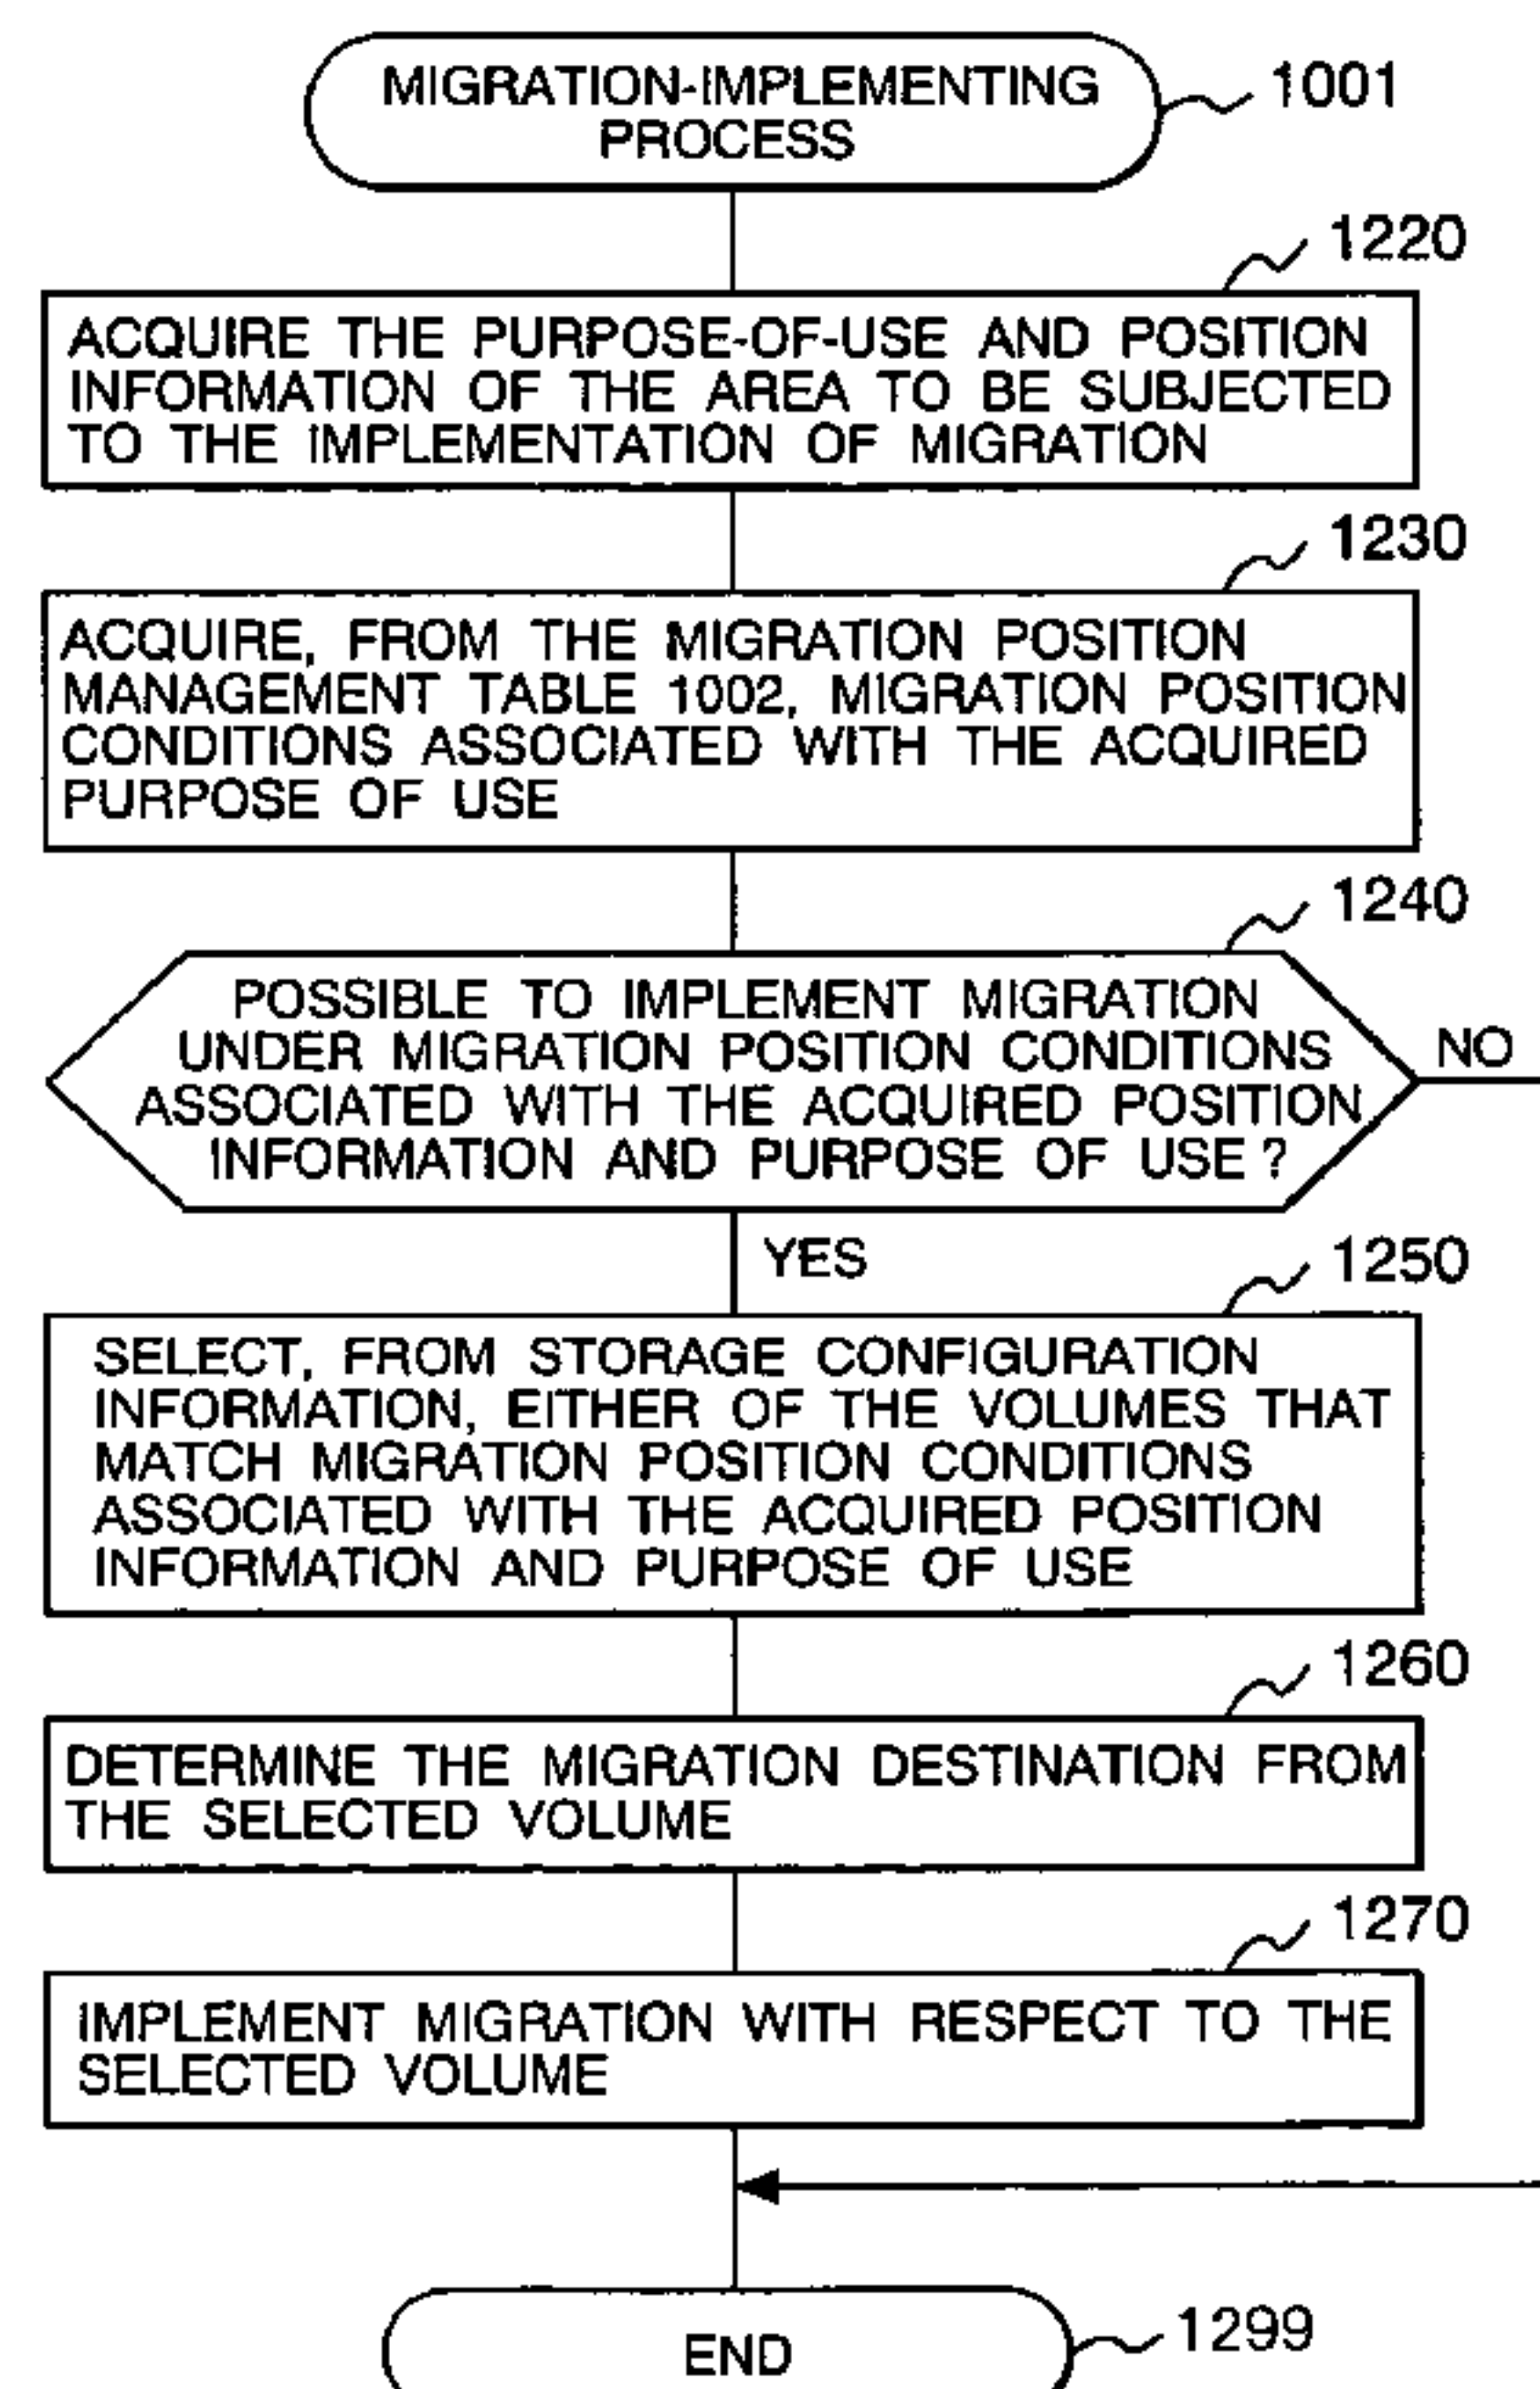 MIGRATION-IMPLEMENTING
PROCESS
1001
1220
ACQUIRE THE PURPOSE-OF-USE AND POSITION
INFORMATION OF THE AREA TO BE SUBJECTED
TO THE IMPLEMENTATION OF MIGRATION
1230
ACQUIRE, FROM THE MIGRATION POSITION
MANAGEMENT TABLE 1002, MIGRATION POSITION
CONDITIONS ASSOCIATED WITH THE ACQUIRED
PURPOSE OF USE
1240
POSSIBLE TO IMPLEMENT MIGRATION
UNDER MIGRATION POSITION CONDITIONS
ASSOCIATED WITH THE ACQUIRED POSITION
INFORMATION AND PURPOSE OF USE?
NO
YES
1250
SELECT, FROM STORAGE CONFIGURATION
INFORMATION, EITHER OF THE VOLUMES THAT
MATCH MIGRATION POSITION CONDITIONS
ASSOCIATED WITH THE ACQUIRED POSITION
INFORMATION AND PURPOSE OF USE
1260
DETERMINE THE MIGRATION DESTINATION FROM
THE SELECTED VOLUME
1270
IMPLEMENT MIGRATION WITH RESPECT TO THE
SELECTED VOLUME
END
1299